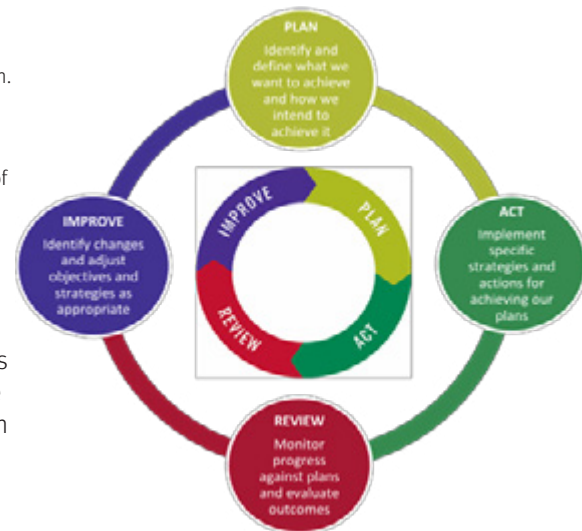 n.
of
s
n
PLAN
Identify and
define what we
want to achieve
and how we
intend to
achieve it
ACT
Implement
specific
strategies and
actions for
achieving our
plans
REVIEW
Monitor
progress
against plans
and evaluate
outcomes
IMPROVE
Identify changes
and adjust
objectives and
strategies as
appropriate
PLAN
ACT
REVIEW
IMPROVE